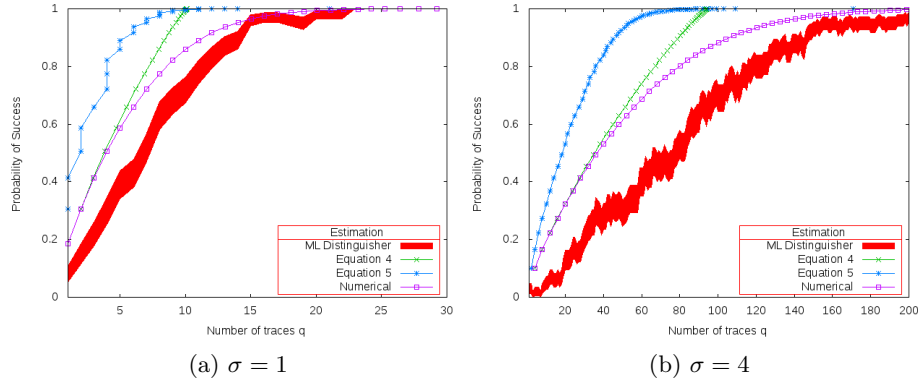 1
0.8
0.6
0.4
0.2
0
Probability of Success
5
10
15
20
25
30
Number of traces q
Estimation
ML Distinguisher
Equation 4
Equation 5
Numerical
(a) σ = 1
1
0.8
0.6
0.4
0.2
0
Probability of Success
20
40
60
80
100
120
140
160
180
200
Number of traces q
Estimation
ML Distinguisher
Equation 4
Equation 5
Numerical
(b) σ = 4